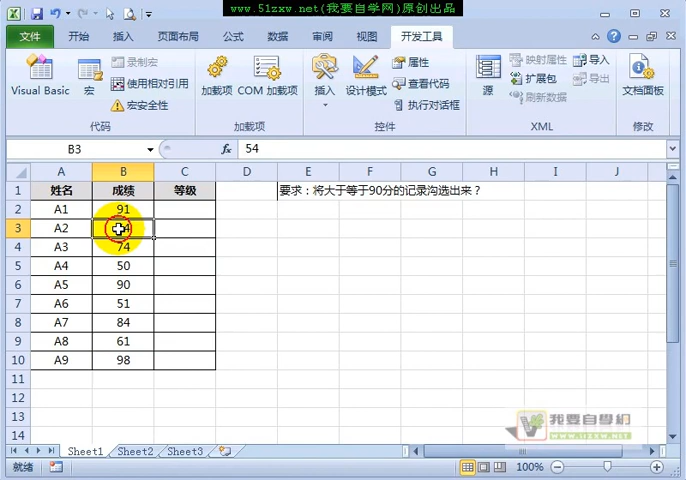 www.51zxw.net(我要自学网)原创出品
文件 开始 插入 页面布局 公式 数据 审阅 视图 开发工具
录制宏 属性 映射属性 导入
使用相对引用 查看代码 扩展包 导出
宏安全性 执行对话框 刷新数据
Visual Basic 宏 加载项 COM 加载项 插入 设计模式 源 文档面板
代码 加载项 控件 XML 修改
B3 fx 54
A B C D E F G H I J
1 姓名 成绩 等级 要求：将大于等于90分的记录沟选出来？
2 A1 91
3 A2 4
4 A3 74
5 A4 50
6 A5 90
7 A6 51
8 A7 84
9 A8 61
10 A9 98
11
12
13
14
我要自學網
WWW.51ZXW.NET
Sheet1 Sheet2 Sheet3
就绪 100%